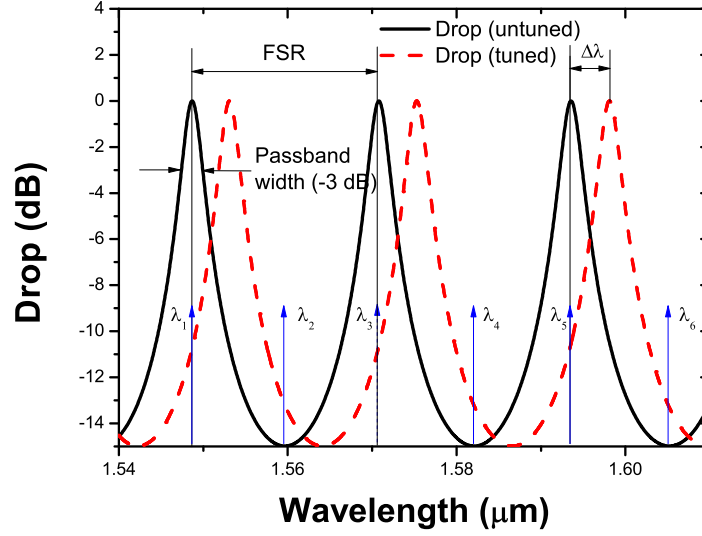 Drop (untuned)
Drop (tuned)
FSR
Δλ
Passband
width (-3 dB)
λ1
λ2
λ3
λ4
λ5
λ6
4
2
0
-2
-4
-6
-8
-10
-12
-14
Drop (dB)
1.54
1.56
1.58
1.60
Wavelength (μm)